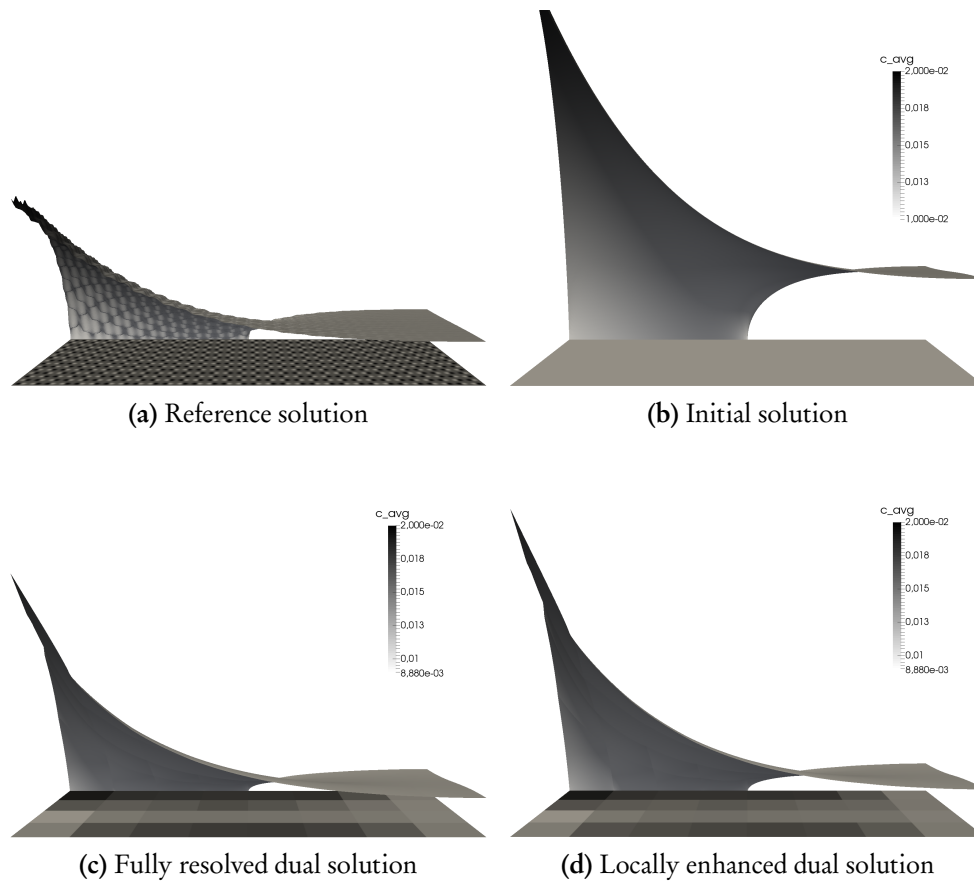 c_avg
2,000e-02
0,018
0,015
0,013
1,000e-02
(a) Reference solution
(b) Initial solution
c_avg
2,000e-02
0,018
0,015
0,013
0,01
8,880e-03
c_avg
2,000e-02
0,018
0,015
0,013
0,01
8,880e-03
(c) Fully resolved dual solution
(d) Locally enhanced dual solution